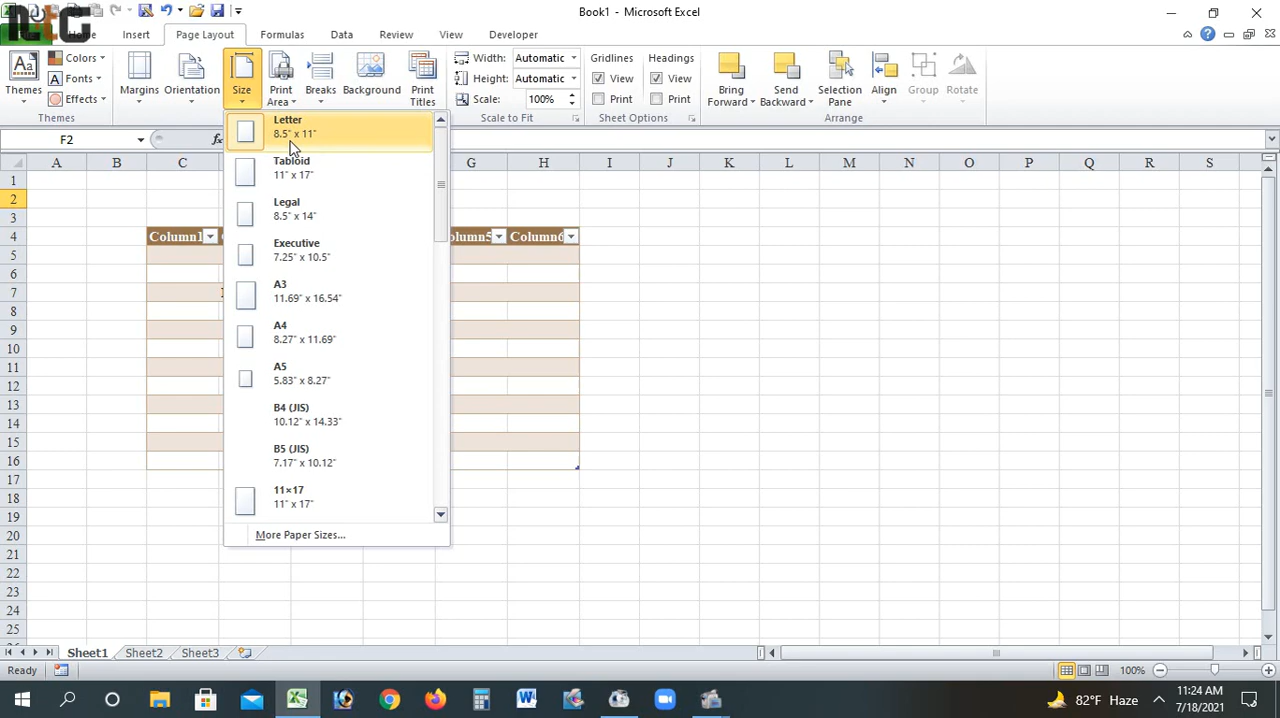 ntc
Book1 - Microsoft Excel
Home Insert Page Layout Formulas Data Review View Developer
Themes
Colors
Fonts
Effects
Themes
Margins Orientation Size Print Area Breaks Background Print Titles
Width: Automatic
Height: Automatic
Scale: 100%
Scale to Fit
Gridlines
View
Print
Headings
View
Print
Sheet Options
Bring Forward
Send Backward
Selection Pane
Align Group Rotate
Arrange
F2
fx
A B C G H I J K L M N O P Q R S
Letter
8.5" x 11"
Tabloid
11" x 17"
Legal
8.5" x 14"
Executive
7.25" x 10.5"
A3
11.69" x 16.54"
A4
8.27" x 11.69"
A5
5.83" x 8.27"
B4 (JIS)
10.12" x 14.33"
B5 (JIS)
7.17" x 10.12"
11×17
11" x 17"
More Paper Sizes...
1
2
3
4 Column1 Column5 Column6
5
6
7
8
9
10
11
12
13
14
15
16
17
18
19
20
21
22
23
24
25
Sheet1 Sheet2 Sheet3
Ready
100%
82°F Haze
11:24 AM
7/18/2021